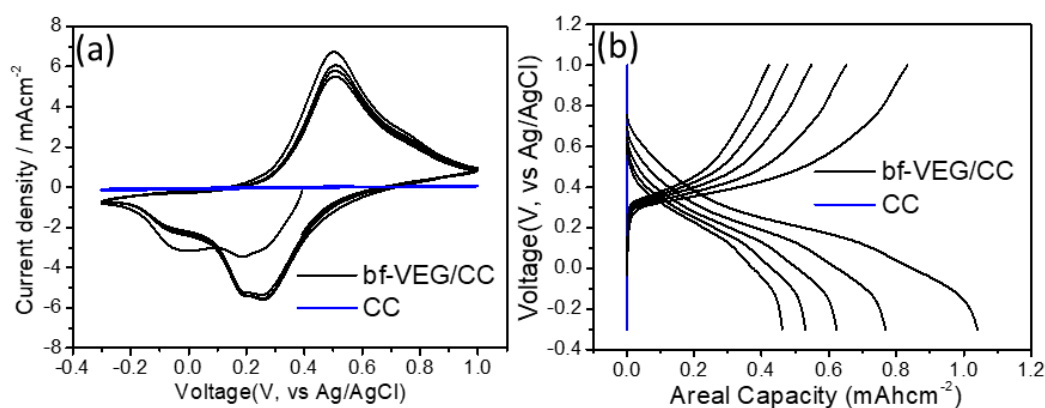 (a)
8
6
4
2
0
-2
-4
-6
-8
Current density / mAcm-2
bf-VEG/CC
CC
-0.4 -0.2 0.0 0.2 0.4 0.6 0.8 1.0
Voltage(V, vs Ag/AgCl)
(b)
1.2
1.0
0.8
0.6
0.4
0.2
0.0
-0.2
-0.4
Voltage(V, vs Ag/AgCl)
bf-VEG/CC
CC
0.0 0.2 0.4 0.6 0.8 1.0 1.2
Areal Capacity (mAhcm-2)